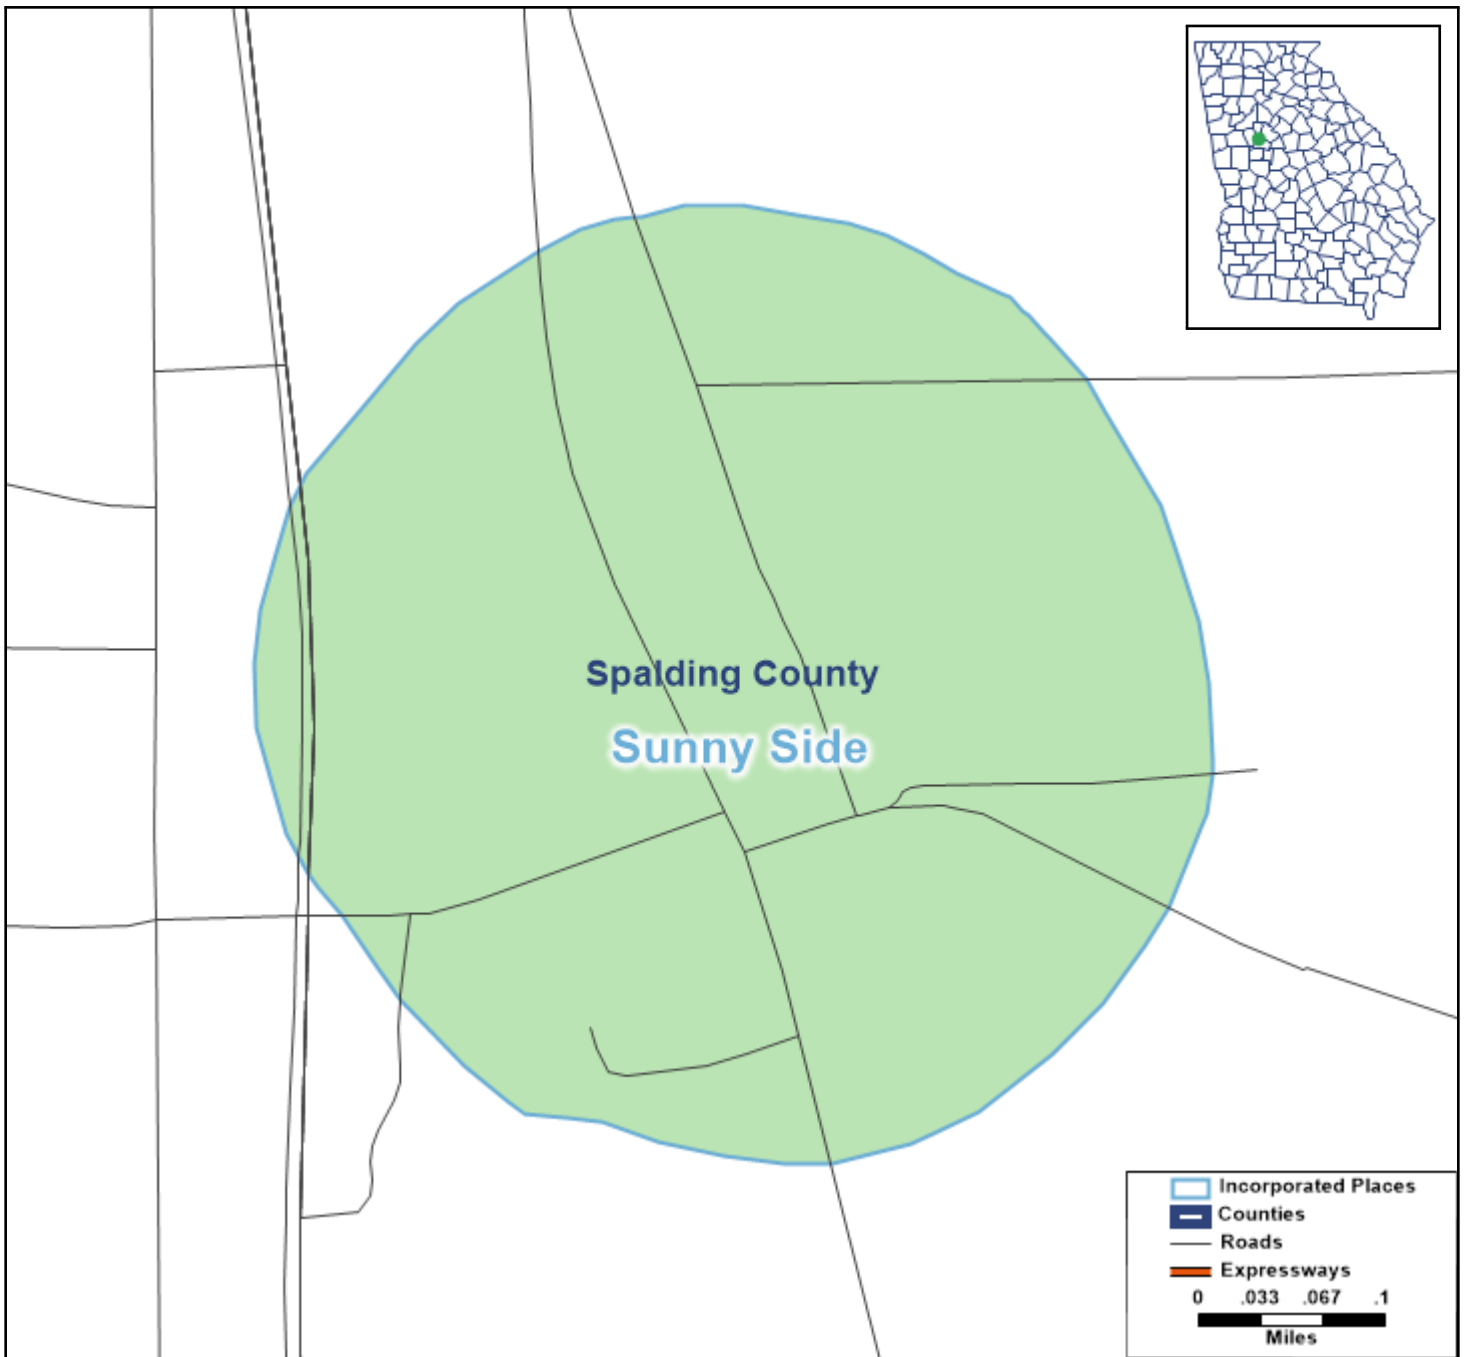 Spalding County
Sunny Side
Incorporated Places
Counties
Roads
Expressways
0 .033 .067 .1
Miles